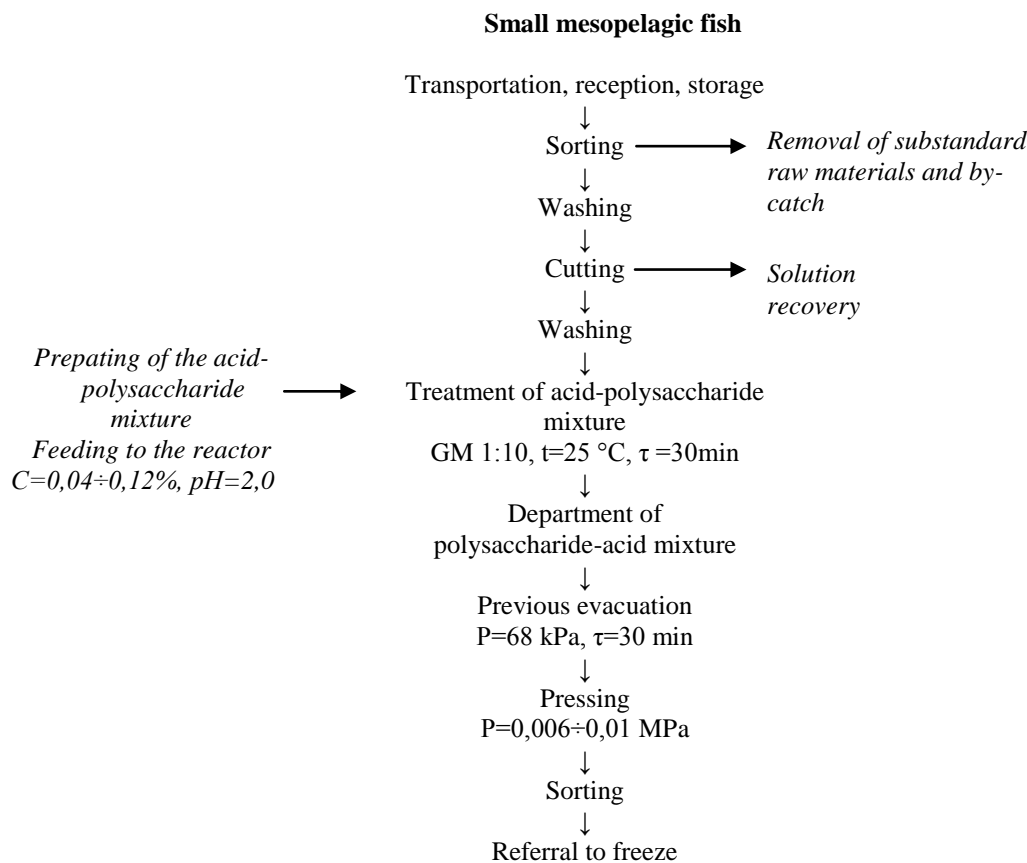 Small mesopelagic fish
Transportation, reception, storage
↓
Sorting
Removal of substandard
raw materials and by-
catch
↓
Washing
↓
Cutting
Solution
recovery
↓
Washing
↓
Prepating of the acid-
polysaccharide
mixture
Feeding to the reactor
C=0,04÷0,12%, pH=2,0
Treatment of acid-polysaccharide
mixture
GM 1:10, t=25 °C, τ =30min
↓
Department of
polysaccharide-acid mixture
↓
Previous evacuation
P=68 kPa, τ=30 min
↓
Pressing
P=0,006÷0,01 MPa
↓
Sorting
↓
Referral to freeze